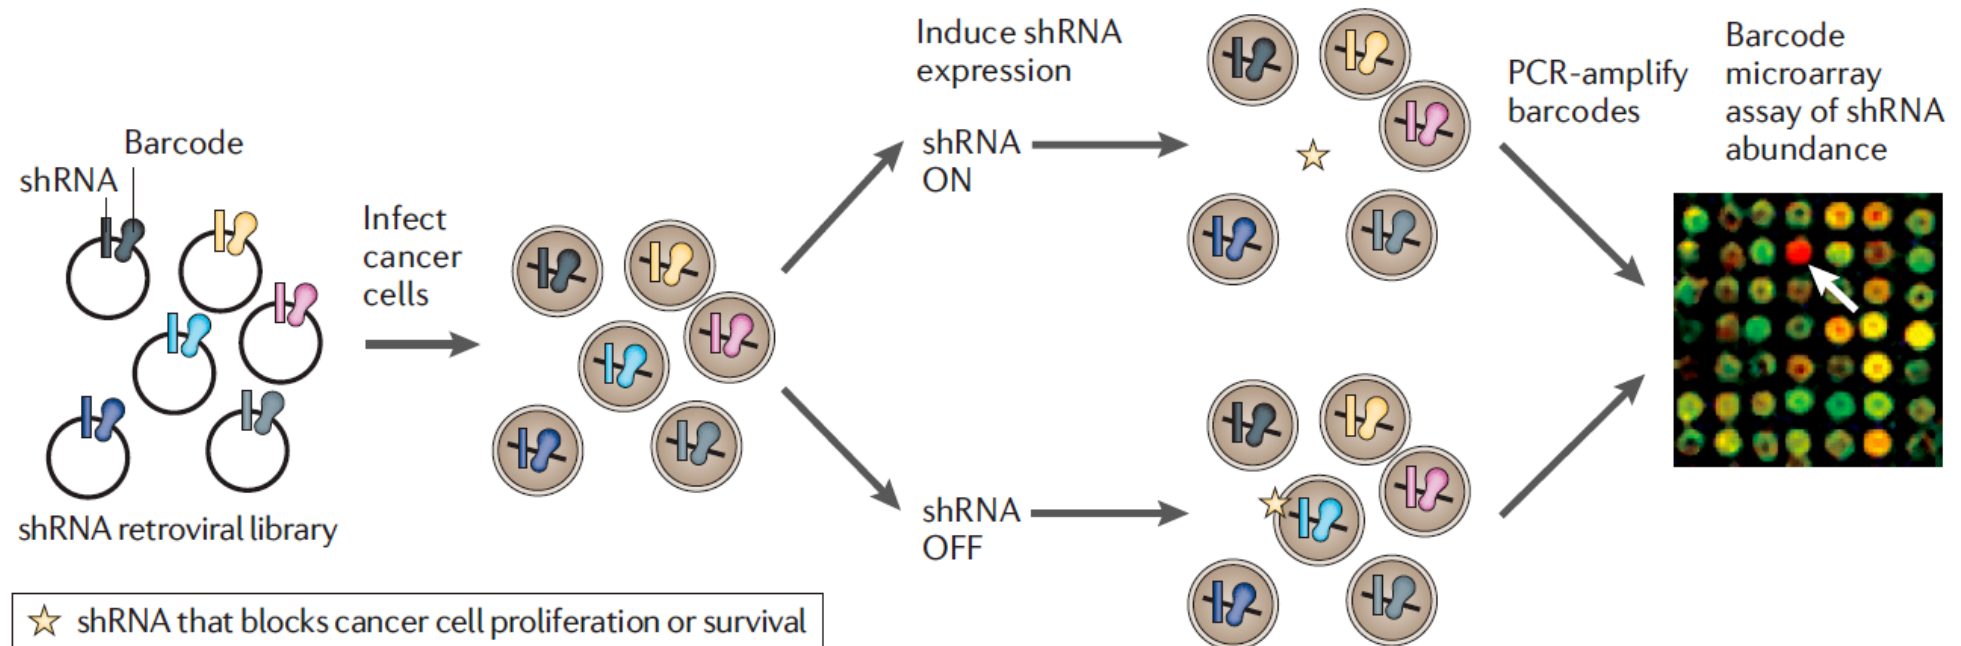 shRNA
Barcode
shRNA retroviral library
Infect
cancer
cells
Induce shRNA
expression
shRNA
ON
shRNA
OFF
PCR-amplify
barcodes
Barcode
microarray
assay of shRNA
abundance
shRNA that blocks cancer cell proliferation or survival